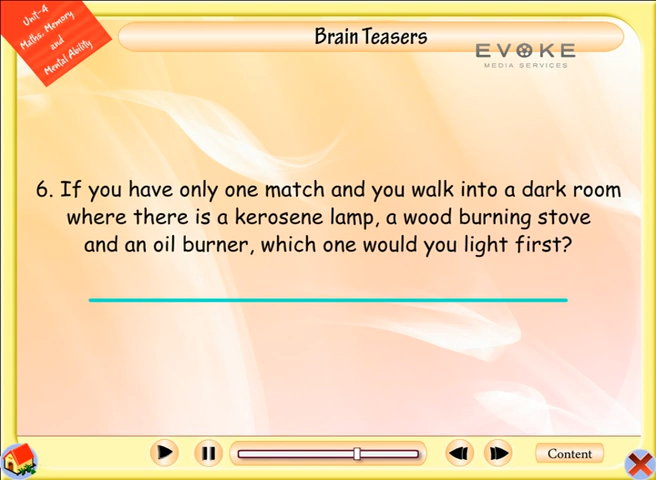 Unit-4
Maths, Memory
and
Mental Ability
Brain Teasers
EVOKE
MEDIA SERVICES
6. If you have only one match and you walk into a dark room
where there is a kerosene lamp, a wood burning stove
and an oil burner, which one would you light first?
Content